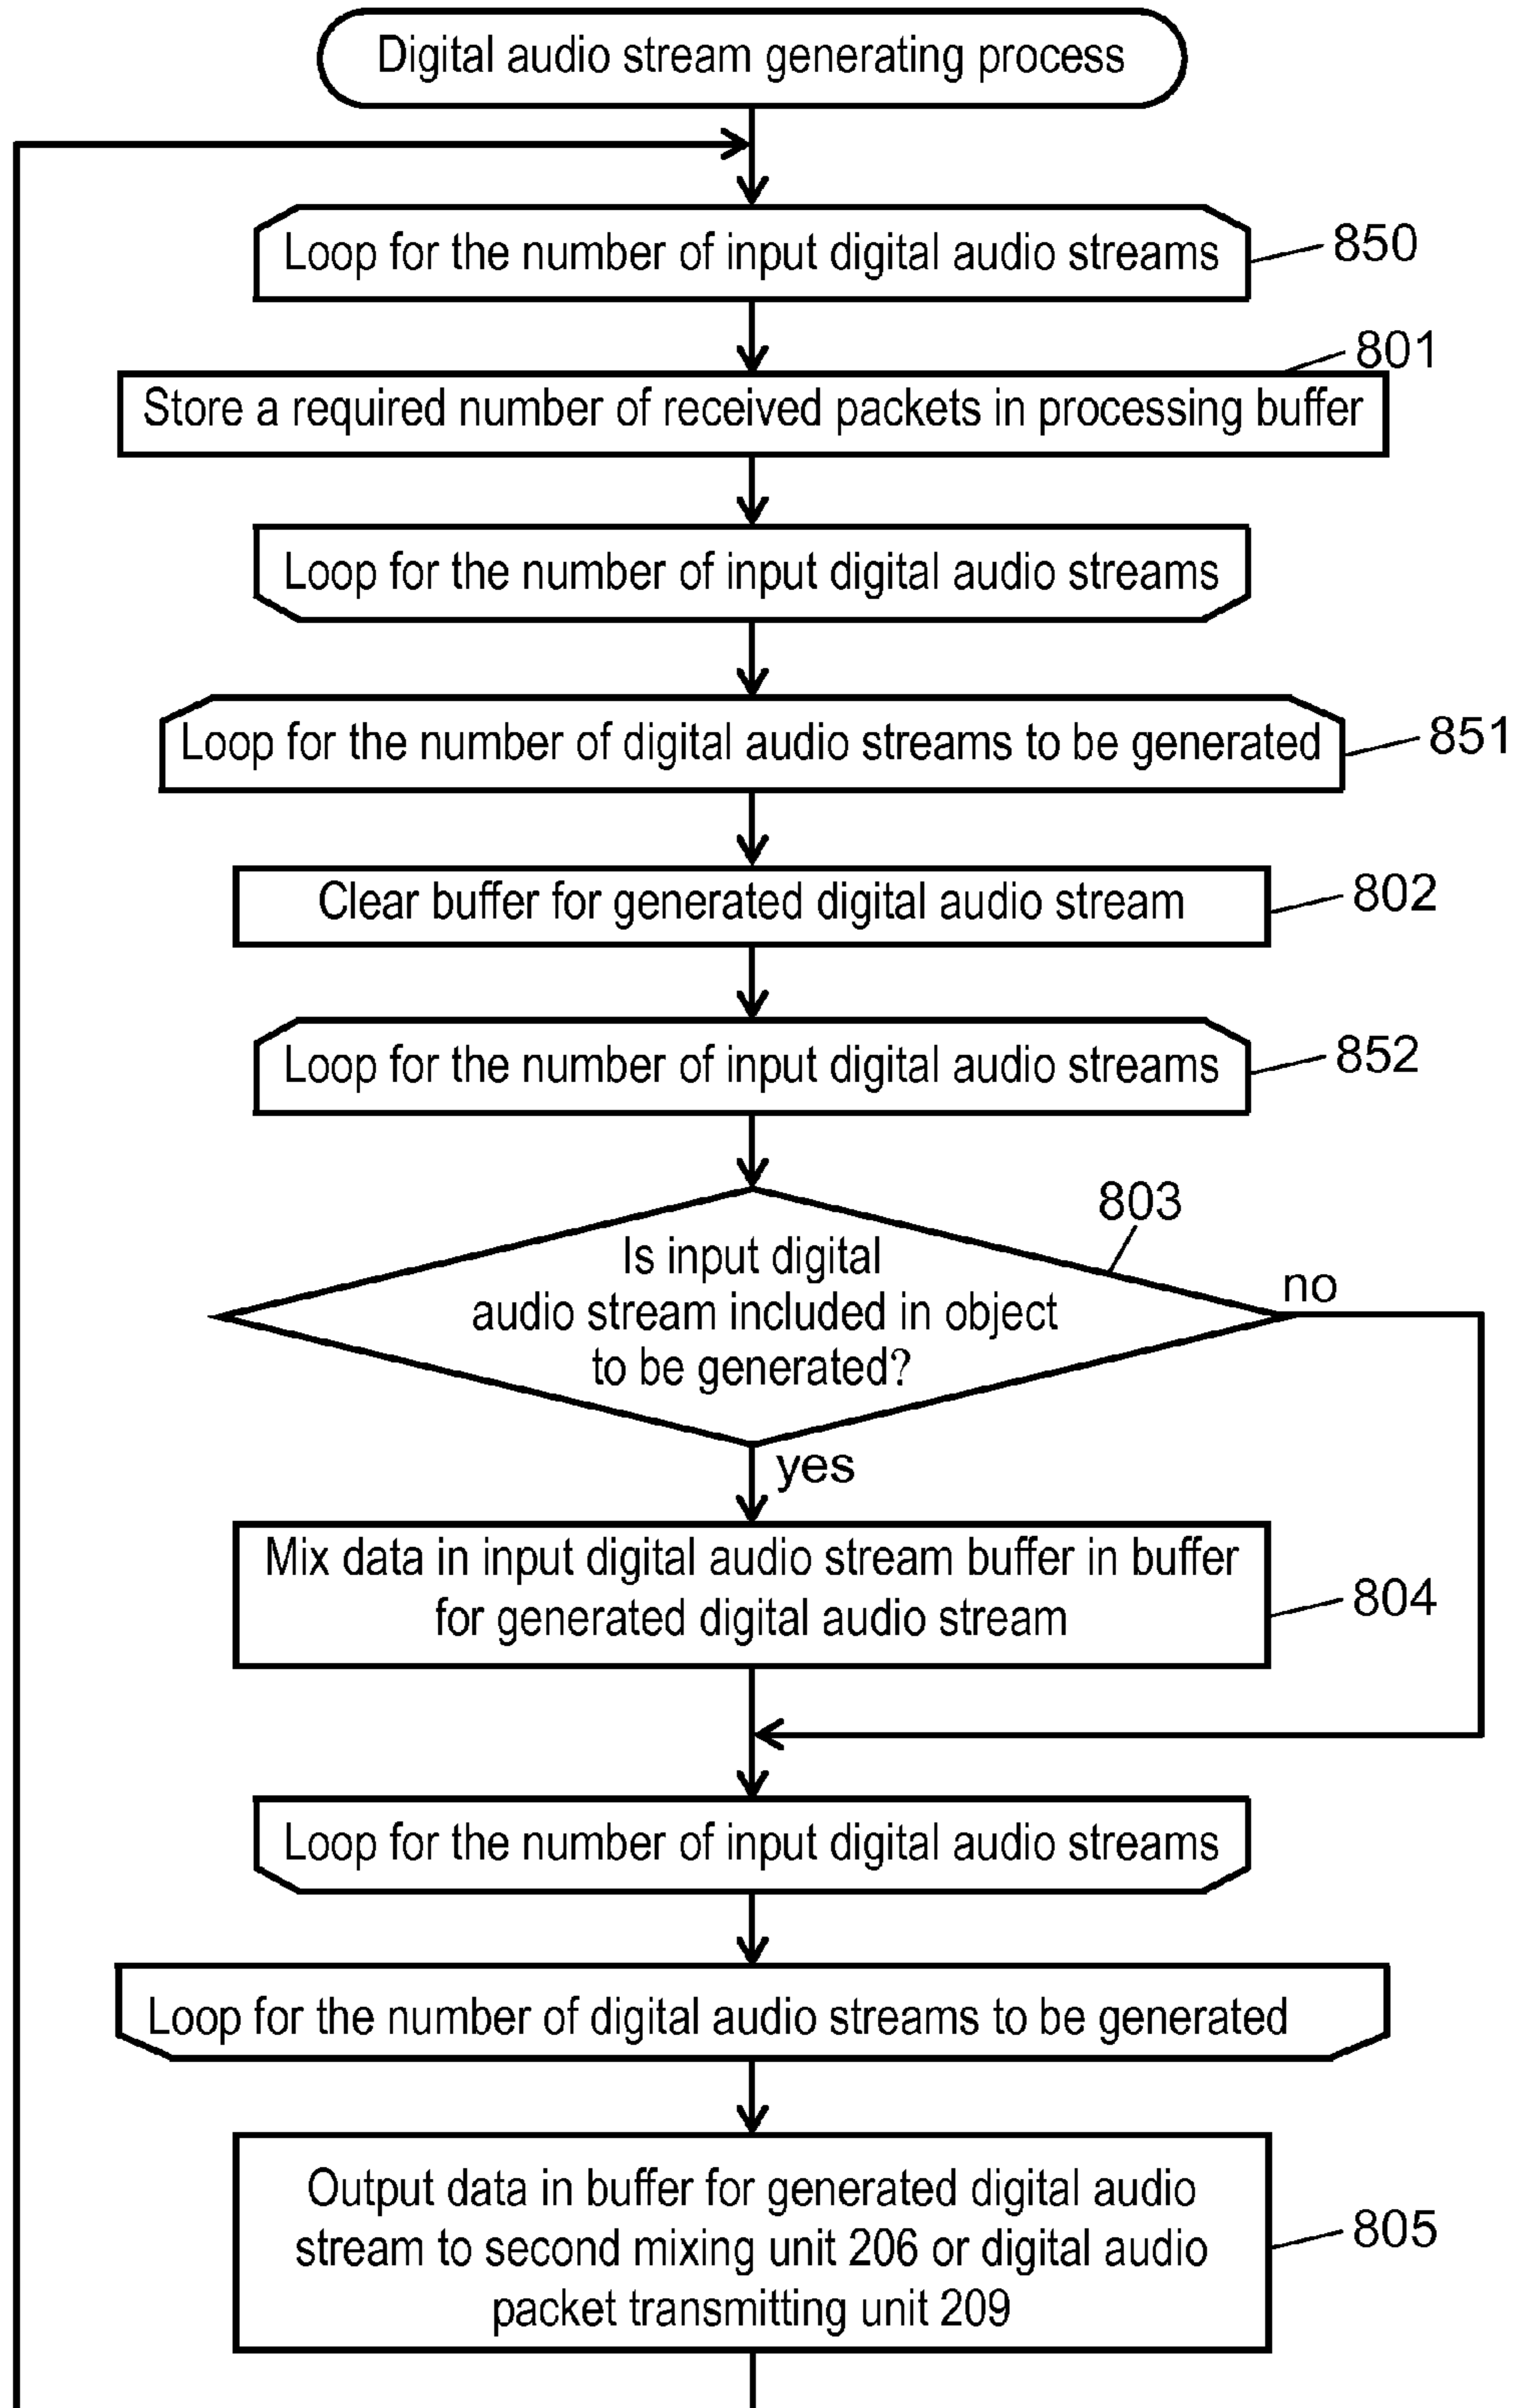 Digital audio stream generating process
Loop for the number of input digital audio streams
850
801
Store a required number of received packets in processing buffer
Loop for the number of input digital audio streams
Loop for the number of digital audio streams to be generated
851
Clear buffer for generated digital audio stream
802
Loop for the number of input digital audio streams
852
803
Is input digital
audio stream included in object
to be generated?
no
yes
Mix data in input digital audio stream buffer in buffer
for generated digital audio stream
804
Loop for the number of input digital audio streams
Loop for the number of digital audio streams to be generated
Output data in buffer for generated digital audio
stream to second mixing unit 206 or digital audio
packet transmitting unit 209
805